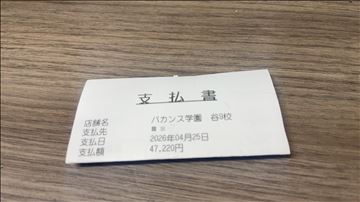 支払書
店舗名 バカンス学園 谷9校
支払先
支払日 2026年04月25日
支払額 47,220円